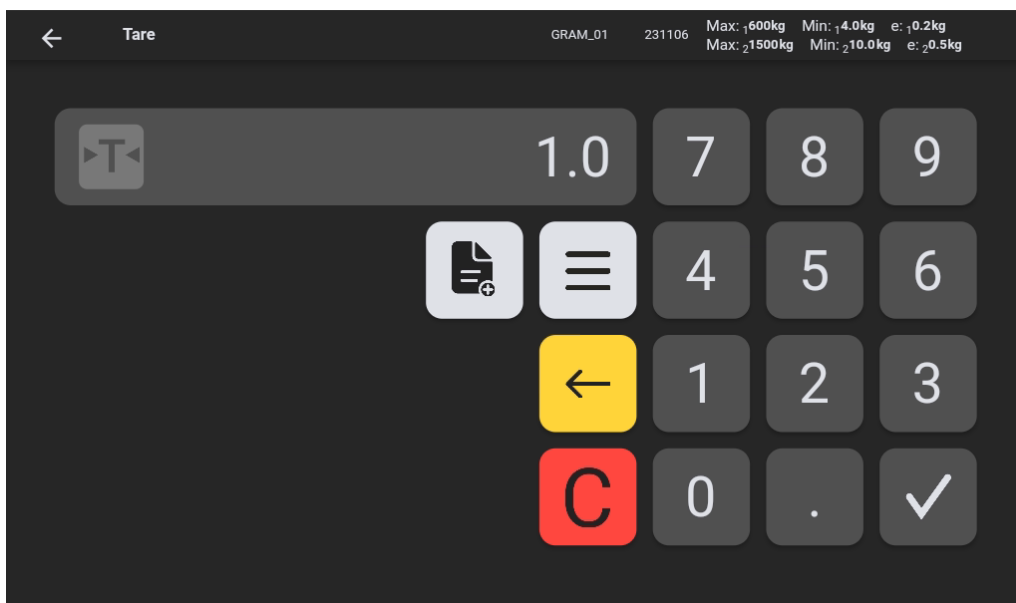 Tare
GRAM_01 231106 Max: ₁600kg Min: ₁4.0kg e: ₁0.2kg
Max: ₂1500kg Min: ₂10.0kg e: ₂0.5kg
T 1.0 7 8 9
4 5 6
1 2 3
C 0 .